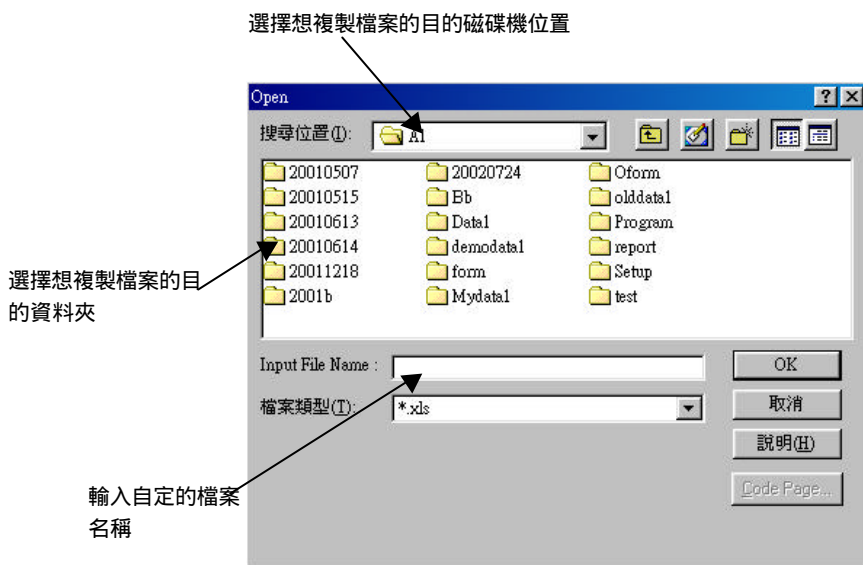 選擇想複製檔案的目的磁碟機位置
Open
搜尋位置(I):
A1
20010507
20010515
20010613
20010614
20011218
2001b
20020724
Bb
Data1
demodata1
form
Mydata1
Oform
olddata1
Program
report
Setup
test
選擇想複製檔案的目
的資料夾
Input File Name :
OK
檔案類型(T):
*.xls
取消
說明(H)
Code Page...
輸入自定的檔案
名稱